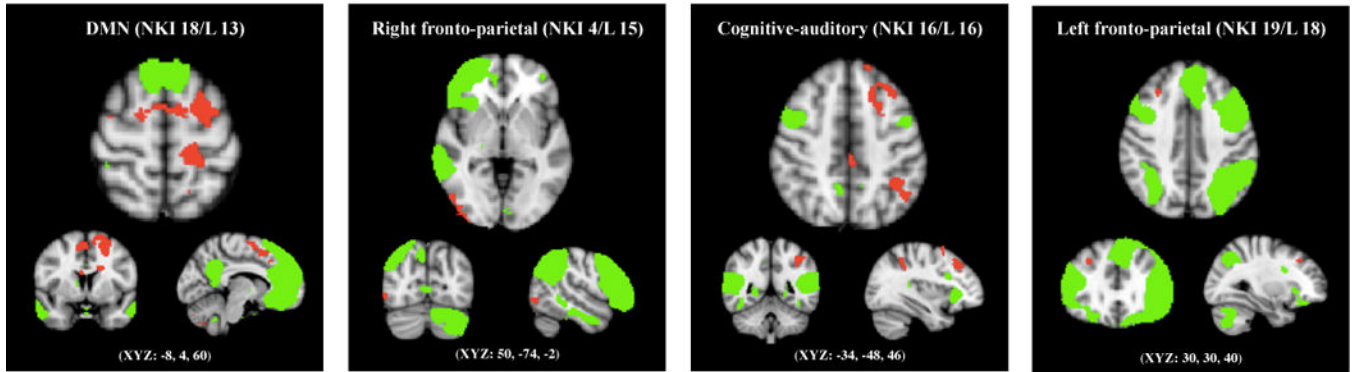 DMN (NKI 18/L 13)
(XYZ: -8, 4, 60)
Right fronto-parietal (NKI 4/L 15)
(XYZ: 50, -74, -2)
Cognitive-auditory (NKI 16/L 16)
(XYZ: -34, -48, 46)
Left fronto-parietal (NKI 19/L 18)
(XYZ: 30, 30, 40)